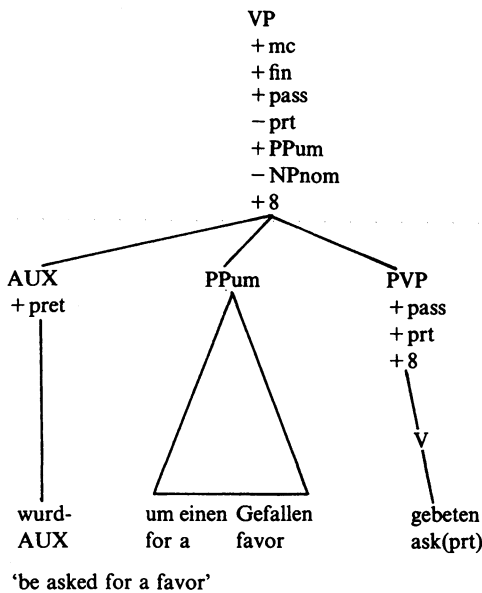 VP
+mc
+fin
+pass
−prt
+PPum
−NPnom
+8
AUX PPum PVP
+pret +pass
+prt
+8
V
wurd- um einen Gefallen gebeten
AUX for a favor ask(prt)
‘be asked for a favor’